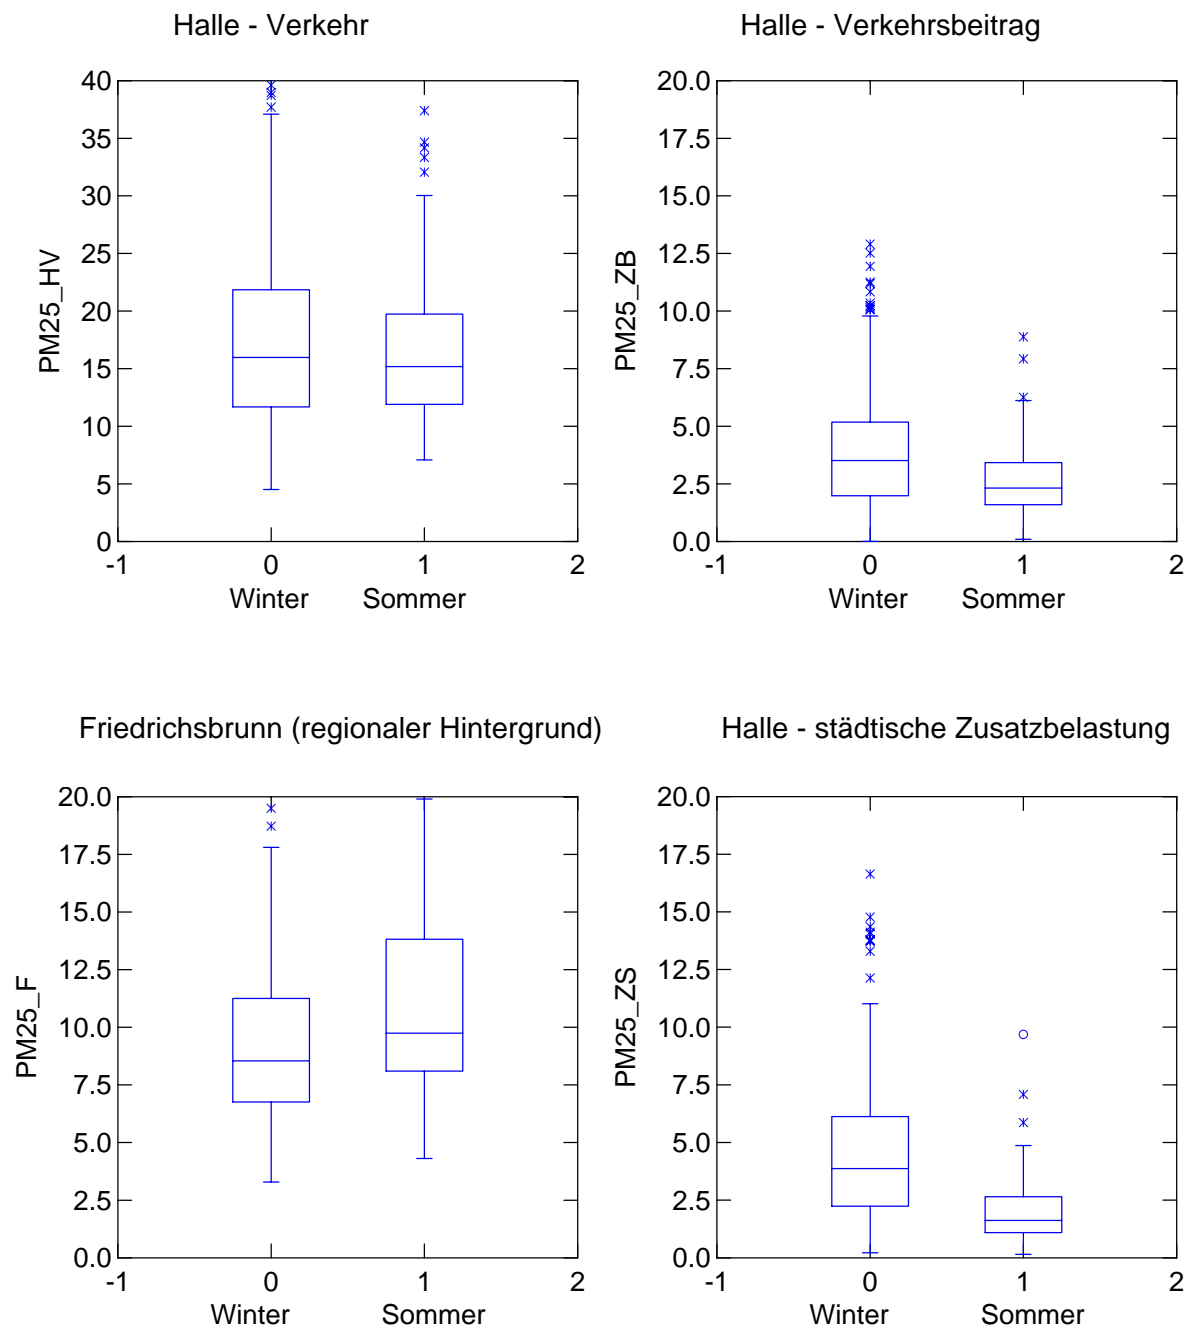 Halle - Verkehr
40
35
30
25
20
15
10
5
0
PM25_HV
-1 0 1 2
Winter Sommer
Halle - Verkehrsbeitrag
20.0
17.5
15.0
12.5
10.0
7.5
5.0
2.5
0.0
PM25_ZB
-1 0 1 2
Winter Sommer
Friedrichsbrunn (regionaler Hintergrund)
20.0
17.5
15.0
12.5
10.0
7.5
5.0
2.5
0.0
PM25_F
-1 0 1 2
Winter Sommer
Halle - städtische Zusatzbelastung
20.0
17.5
15.0
12.5
10.0
7.5
5.0
2.5
0.0
PM25_ZS
-1 0 1 2
Winter Sommer